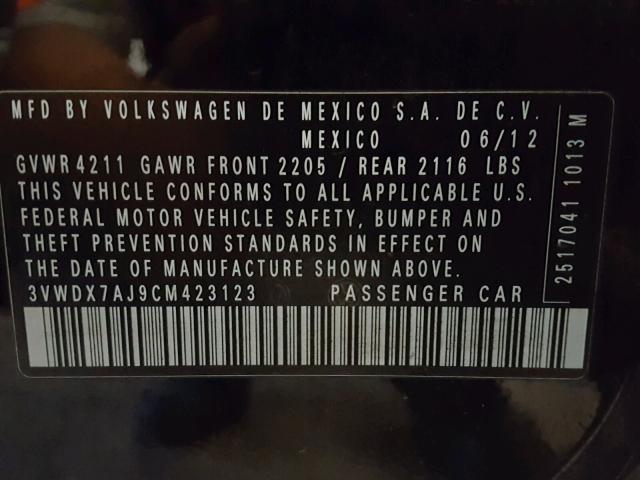 MFD BY VOLKSWAGEN DE MEXICO S.A. DE C.V.
MEXICO 06/12
GVWR 4211 GAWR FRONT 2205 / REAR 2116 LBS
THIS VEHICLE CONFORMS TO ALL APPLICABLE U.S.
FEDERAL MOTOR VEHICLE SAFETY, BUMPER AND
THEFT PREVENTION STANDARDS IN EFFECT ON
THE DATE OF MANUFACTURE SHOWN ABOVE.
3VWDX7AJ9CM423123 PASSENGER CAR
2517041 1013 M